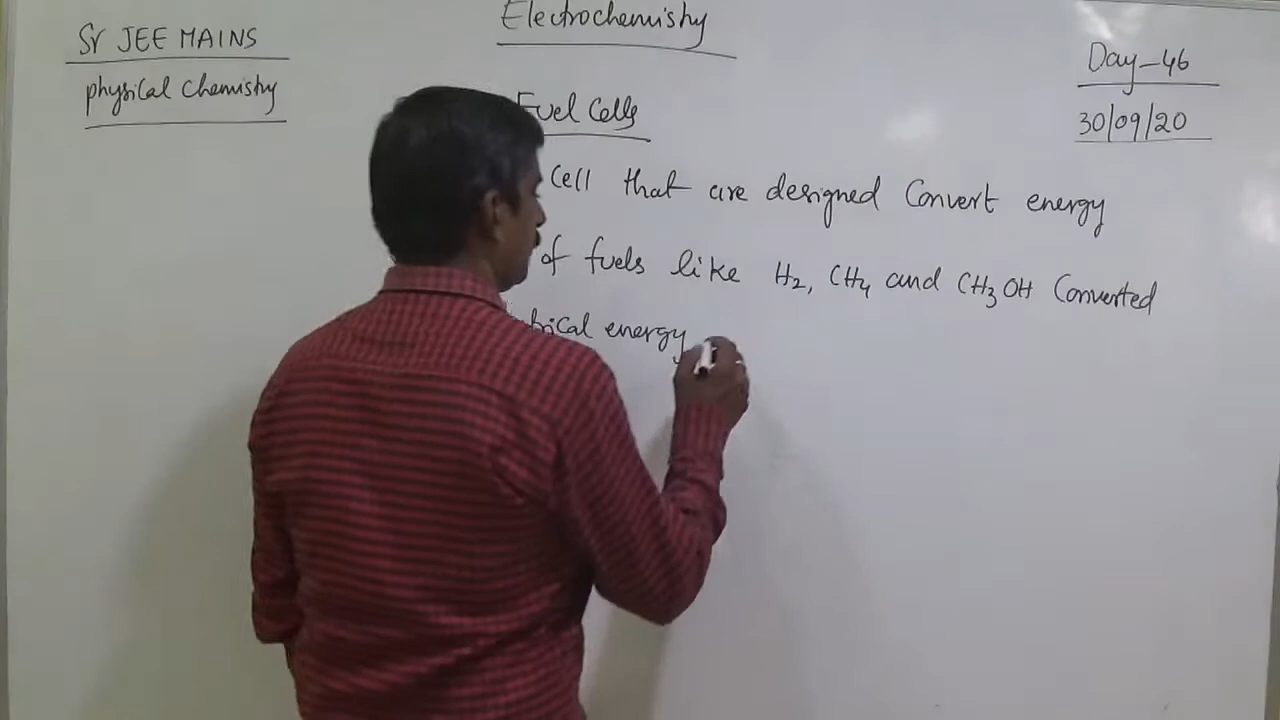 Sr JEE MAINS
physical chemistry
Electrochemistry
Day-46
30/09/20
Fuel Cells
Cell that are designed Convert energy
of fuels like H2, CH4 and CH3OH Converted
energy